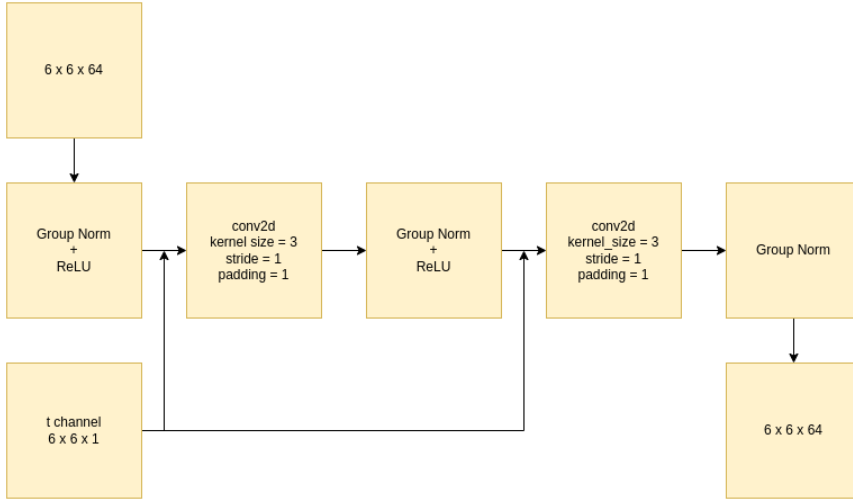 6 x 6 x 64
Group Norm
+
ReLU
conv2d
kernel size = 3
stride = 1
padding = 1
Group Norm
+
ReLU
conv2d
kernel_size = 3
stride = 1
padding = 1
Group Norm
t channel
6 x 6 x 1
6 x 6 x 64